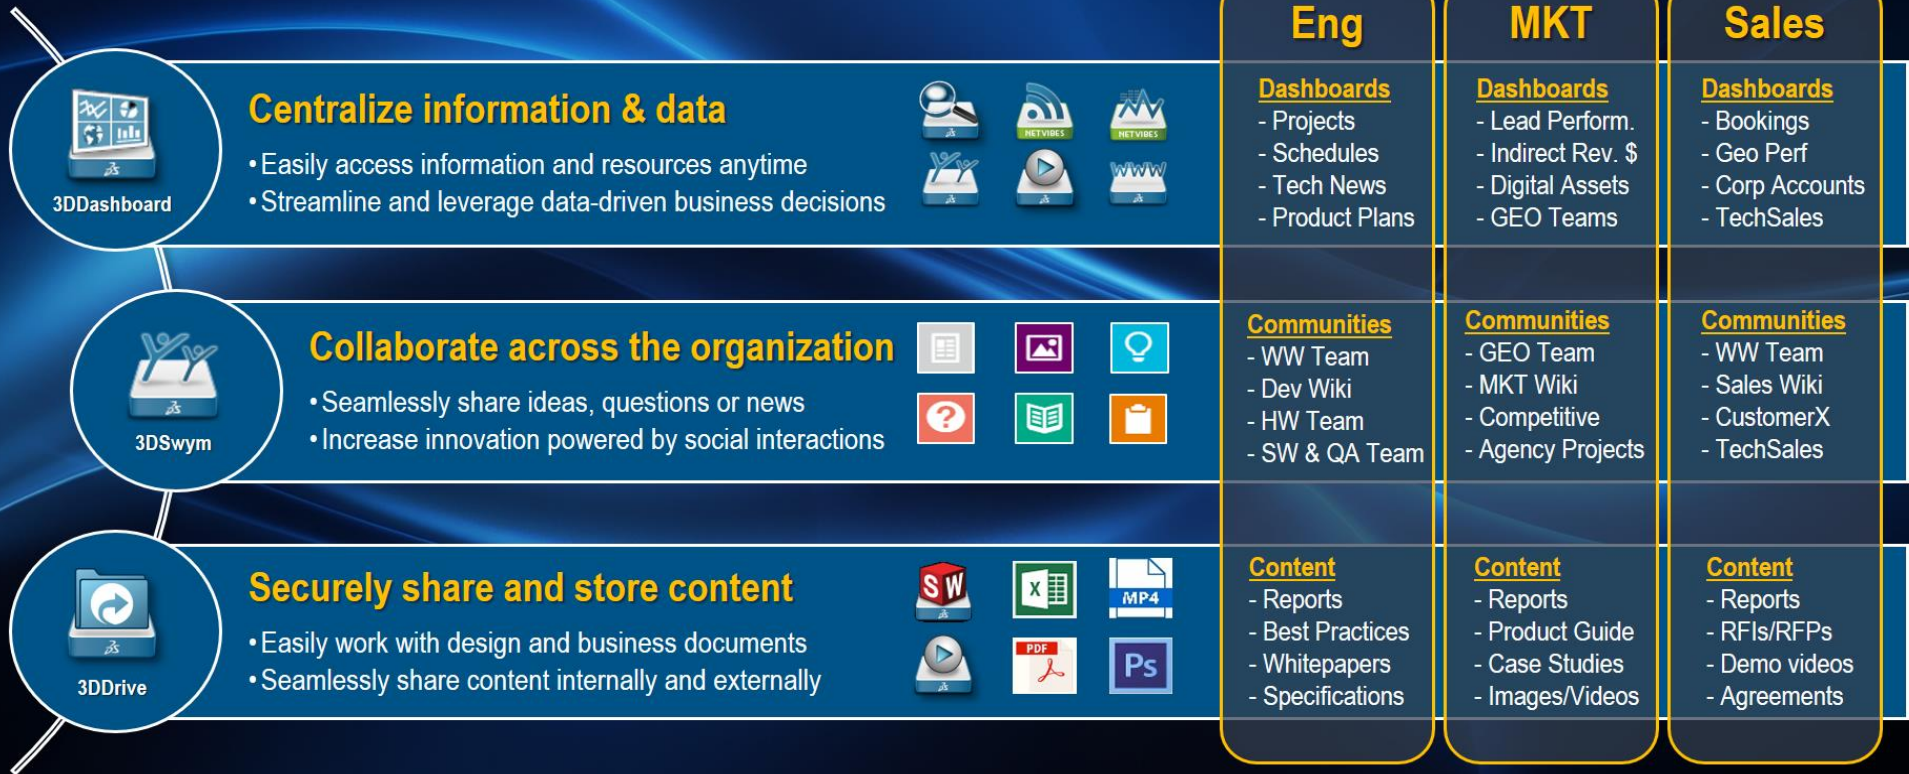 Eng
MKT
Sales
3DDashboard
Centralize information & data
•Easily access information and resources anytime
•Streamline and leverage data-driven business decisions
NETVIBES
NETVIBES
WWW
Dashboards
- Projects
- Schedules
- Tech News
- Product Plans
Dashboards
- Lead Perform.
- Indirect Rev. $
- Digital Assets
- GEO Teams
Dashboards
- Bookings
- Geo Perf
- Corp Accounts
- TechSales
3DSwym
Collaborate across the organization
•Seamlessly share ideas, questions or news
•Increase innovation powered by social interactions
?
Communities
- WW Team
- Dev Wiki
- HW Team
- SW & QA Team
Communities
- GEO Team
- MKT Wiki
- Competitive
- Agency Projects
Communities
- WW Team
- Sales Wiki
- CustomerX
- TechSales
3DDrive
Securely share and store content
•Easily work with design and business documents
•Seamlessly share content internally and externally
SW
X
MP4
PDF
Ps
Content
- Reports
- Best Practices
- Whitepapers
- Specifications
Content
- Reports
- Product Guide
- Case Studies
- Images/Videos
Content
- Reports
- RFIs/RFPs
- Demo videos
- Agreements